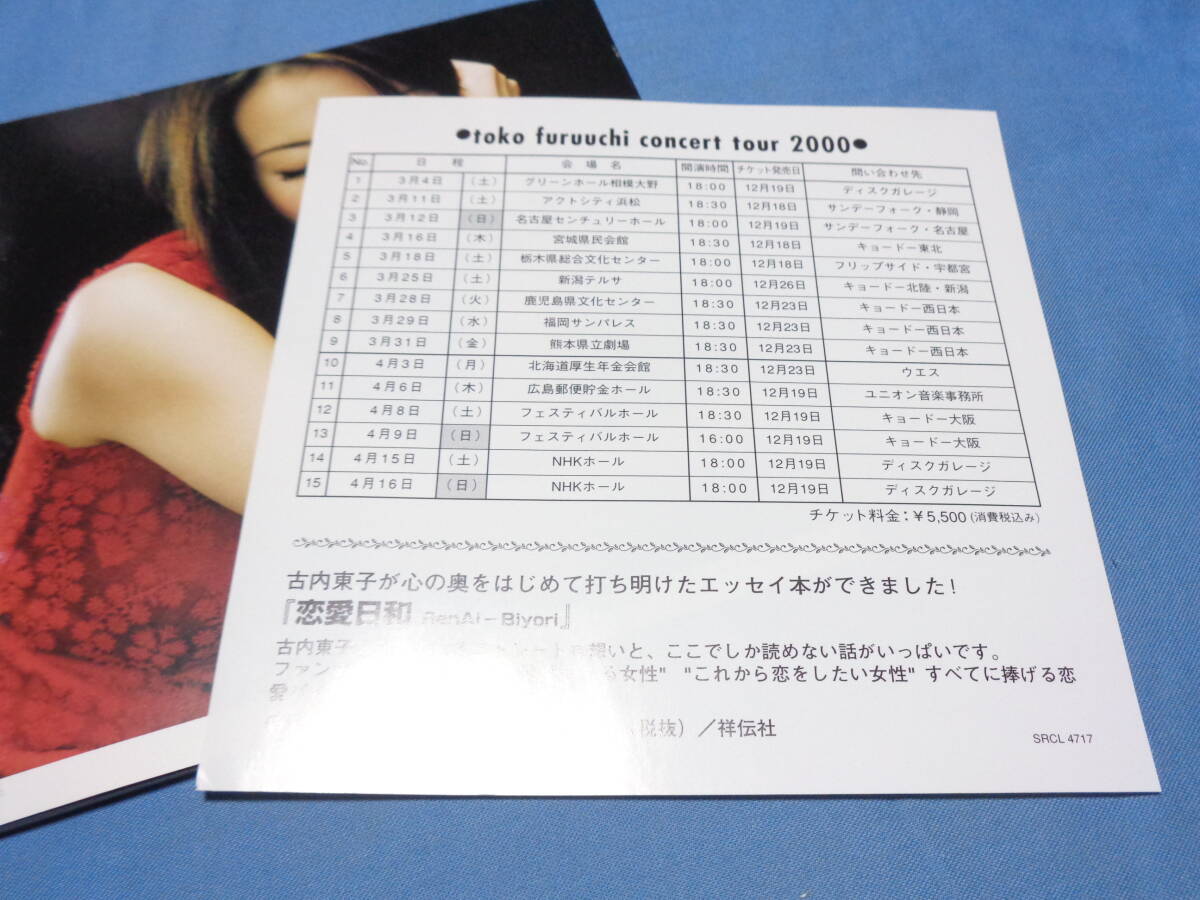 ●toko furuuchi concert tour 2000●
No. 日程 会場名 開演時間 チケット発売日 問い合わせ先
1 3月4日 (土) グリーンホール相模大野 18:00 12月19日 ディスクガレージ
2 3月11日 (土) アクトシティ浜松 18:30 12月18日 サンデーフォーク・静岡
3 3月12日 (日) 名古屋センチュリーホール 18:00 12月19日 サンデーフォーク・名古屋
4 3月16日 (木) 宮城県民会館 18:30 12月18日 キョードー東北
5 3月18日 (土) 栃木県総合文化センター 18:00 12月18日 フリップサイド・宇都宮
6 3月25日 (土) 新潟テルサ 18:00 12月26日 キョードー北陸・新潟
7 3月28日 (火) 鹿児島県文化センター 18:30 12月23日 キョードー西日本
8 3月29日 (水) 福岡サンパレス 18:30 12月23日 キョードー西日本
9 3月31日 (金) 熊本県立劇場 18:30 12月23日 キョードー西日本
10 4月3日 (月) 北海道厚生年金会館 18:30 12月23日 ウエス
11 4月6日 (木) 広島郵便貯金ホール 18:30 12月19日 ユニオン音楽事務所
12 4月8日 (土) フェスティバルホール 18:30 12月19日 キョードー大阪
13 4月9日 (日) フェスティバルホール 16:00 12月19日 キョードー大阪
14 4月15日 (土) NHKホール 18:00 12月19日 ディスクガレージ
15 4月16日 (日) NHKホール 18:00 12月19日 ディスクガレージ
チケット料金:¥5,500(消費税込み)
古内東子が心の奥をはじめて打ち明けたエッセイ本ができました!
『恋愛日和 RenAi−Biyori』
古内東子 想いと、ここでしか読めない話がいっぱいです。
ファン 女性" "これから恋をしたい女性" すべてに捧げる恋
愛
税抜)/祥伝社
SRCL 4717